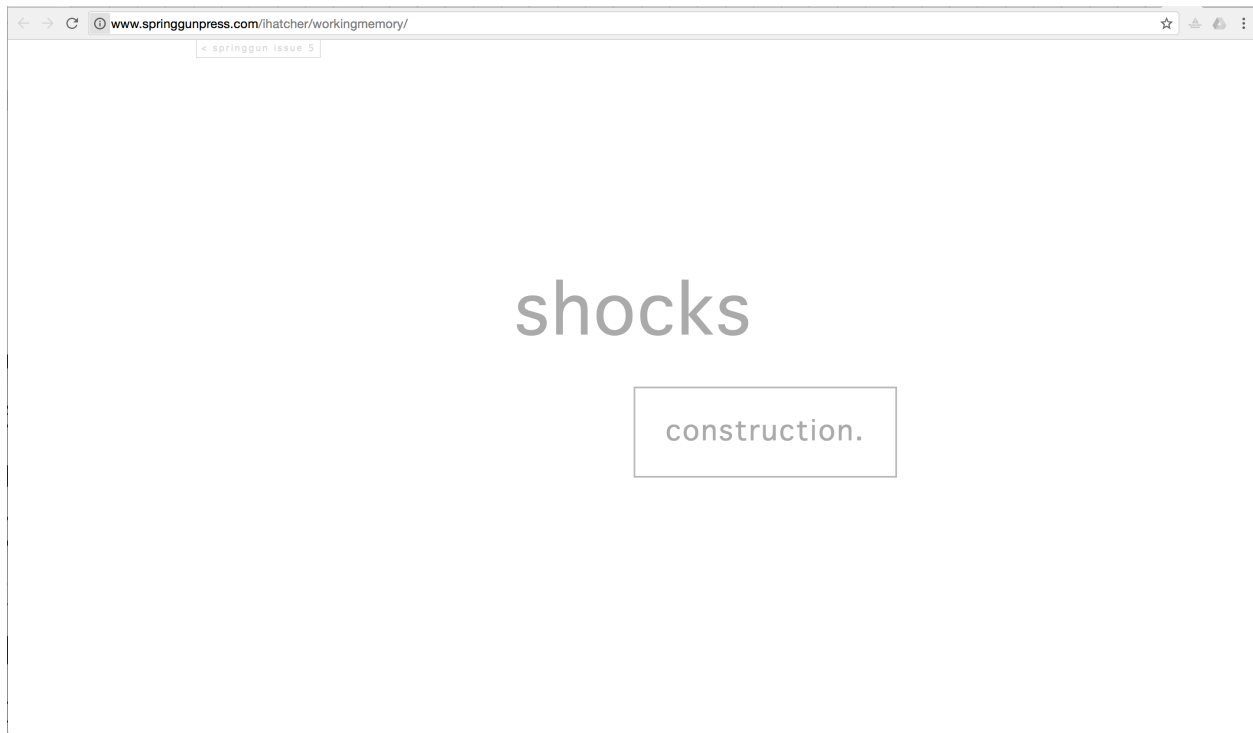 www.springgunpress.com/ihatcher/workingmemory/
< springgun issue 5
shocks
construction.